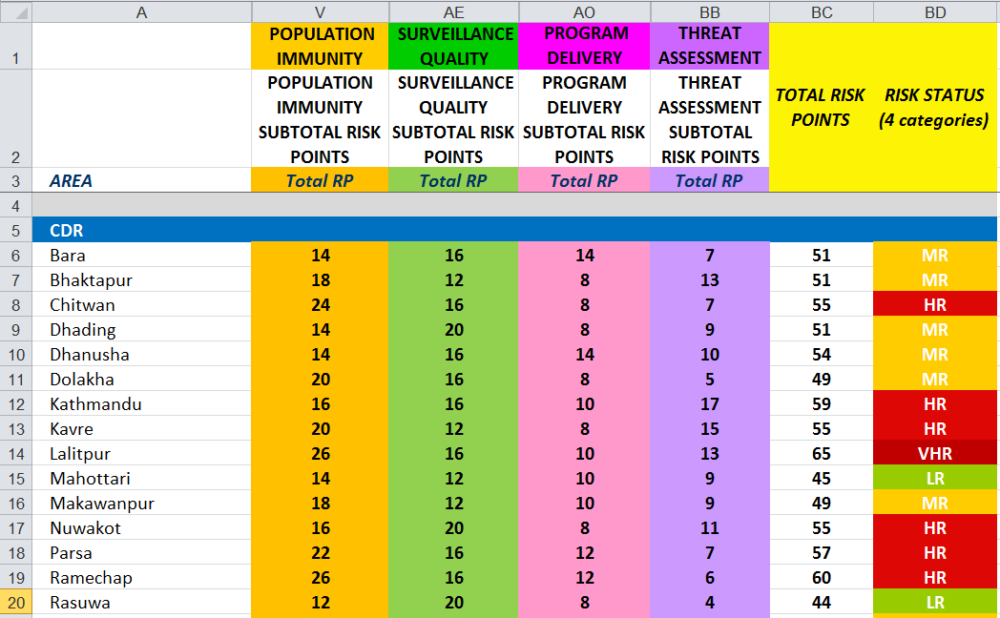 A V AE AO BB BC BD
1 POPULATION IMMUNITY SURVEILLANCE QUALITY PROGRAM DELIVERY THREAT ASSESSMENT TOTAL RISK POINTS RISK STATUS (4 categories)
2 POPULATION IMMUNITY SUBTOTAL RISK POINTS SURVEILLANCE QUALITY SUBTOTAL RISK POINTS PROGRAM DELIVERY SUBTOTAL RISK POINTS THREAT ASSESSMENT SUBTOTAL RISK POINTS
3 AREA Total RP Total RP Total RP Total RP
4
5 CDR
6 Bara 14 16 14 7 51 MR
7 Bhaktapur 18 12 8 13 51 MR
8 Chitwan 24 16 8 7 55 HR
9 Dhading 14 20 8 9 51 MR
10 Dhanusha 14 16 14 10 54 MR
11 Dolakha 20 16 8 5 49 MR
12 Kathmandu 16 16 10 17 59 HR
13 Kavre 20 12 8 15 55 HR
14 Lalitpur 26 16 10 13 65 VHR
15 Mahottari 14 12 10 9 45 LR
16 Makawanpur 18 12 10 9 49 MR
17 Nuwakot 16 20 8 11 55 HR
18 Parsa 22 16 12 7 57 HR
19 Ramechap 26 16 12 6 60 HR
20 Rasuwa 12 20 8 4 44 LR